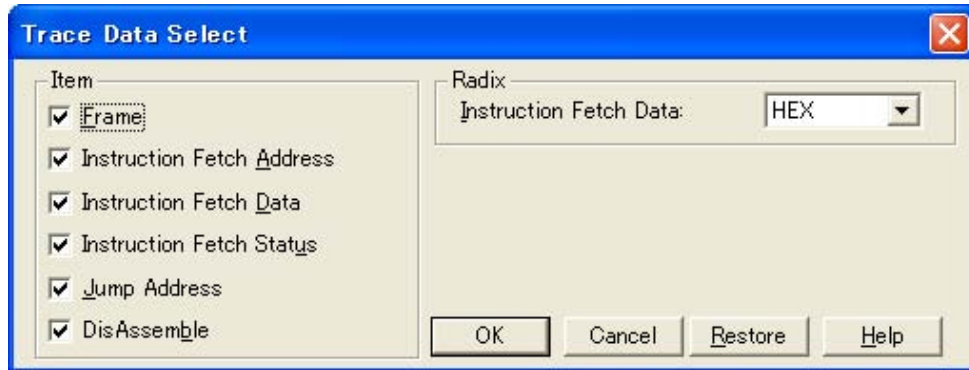 Trace Data Select
Item
Frame
Instruction Fetch Address
Instruction Fetch Data
Instruction Fetch Status
Jump Address
DisAssemble
Radix
Instruction Fetch Data: HEX
OK Cancel Restore Help